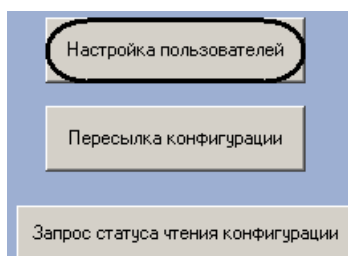 Настройка пользователей
Пересылка конфигурации
Запрос статуса чтения конфигурации